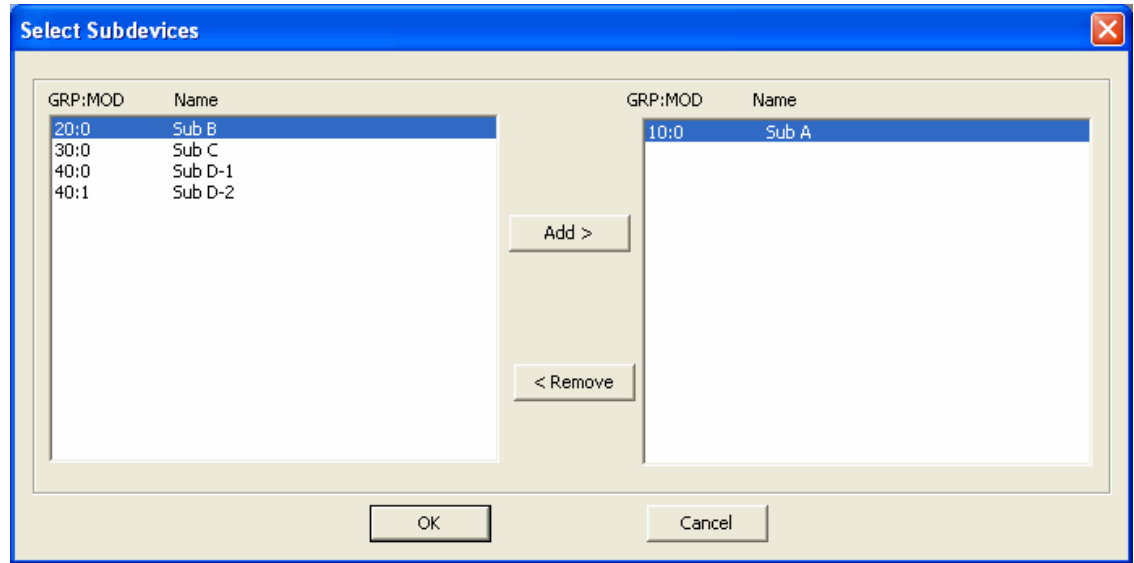 Select Subdevices
GRP:MOD Name GRP:MOD Name
20:0 Sub B 10:0 Sub A
30:0 Sub C
40:0 Sub D-1
40:1 Sub D-2
Add >
< Remove
OK Cancel